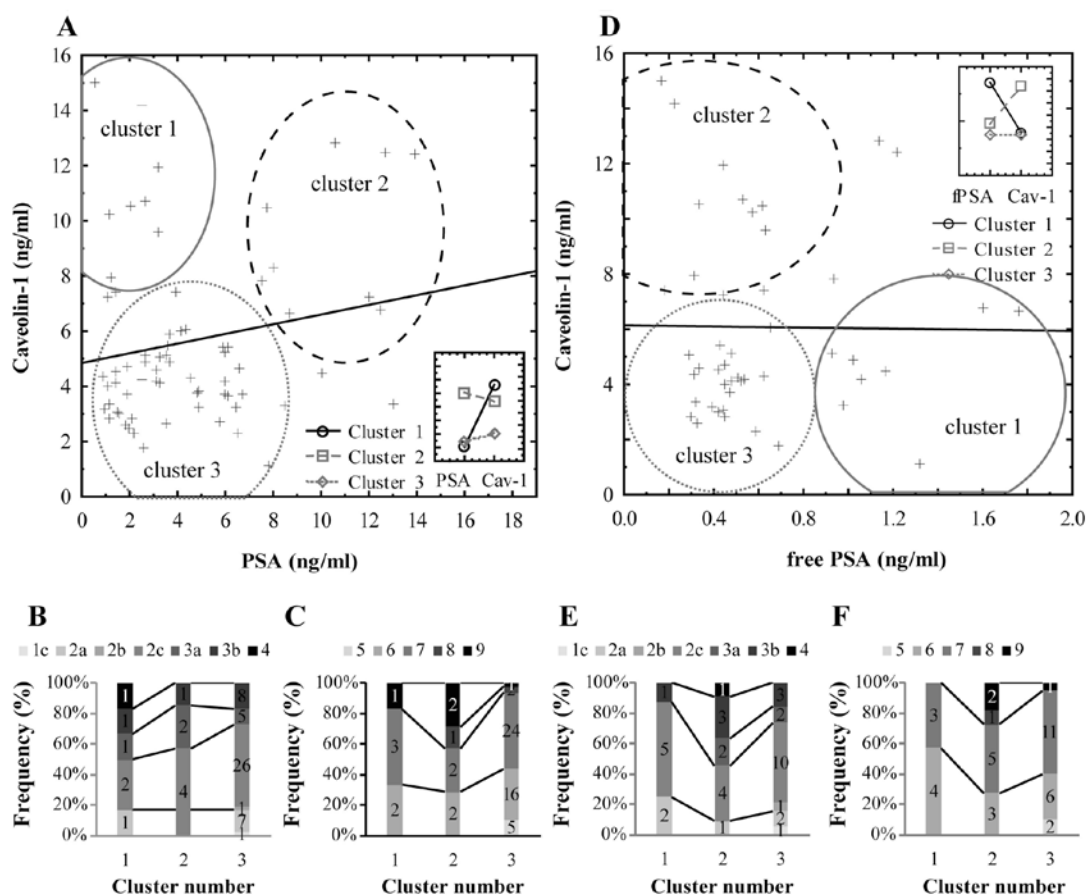 A
D
16
14
12
10
8
6
4
2
0
Caveolin-1 (ng/ml)
cluster 1
cluster 2
cluster 3
Cluster 1
Cluster 2
Cluster 3
PSA Cav-1
0 2 4 6 8 10 12 14 16 18
PSA (ng/ml)
16
12
8
4
0
Caveolin-1 (ng/ml)
cluster 2
fPSA Cav-1
Cluster 1
Cluster 2
Cluster 3
cluster 3
cluster 1
0.0 0.4 0.8 1.2 1.6 2.0
free PSA (ng/ml)
B
1c 2a 2b 2c 3a 3b 4
100%
80%
60%
40%
20%
0%
Frequency (%)
1 1 1 2 1
1 2 4
8 5 26 1 7 1
1 2 3
Cluster number
C
5 6 7 8 9
100%
80%
60%
40%
20%
0%
Frequency (%)
1 3 2
2 1 2 2
24 16 5
1 2 3
Cluster number
E
1c 2a 2b 2c 3a 3b 4
100%
80%
60%
40%
20%
0%
Frequency (%)
1 5 2
1 3 2 4 1
3 2 10 1 2 1
1 2 3
Cluster number
F
5 6 7 8 9
100%
80%
60%
40%
20%
0%
Frequency (%)
3 4
2 1 5 3
1 11 6 2
1 2 3
Cluster number